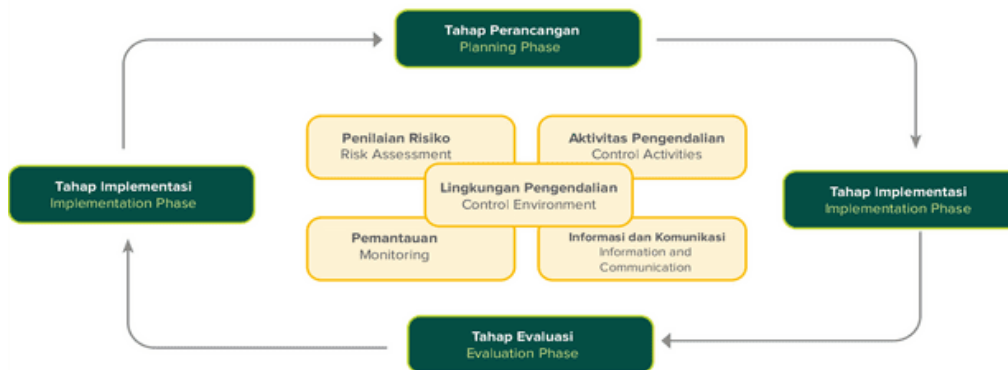 Tahap Perancangan
Planning Phase
Penilaian Risiko
Risk Assessment
Aktivitas Pengendalian
Control Activities
Tahap Implementasi
Implementation Phase
Lingkungan Pengendalian
Control Environment
Tahap Implementasi
Implementation Phase
Pemantauan
Monitoring
Informasi dan Komunikasi
Information and
Communication
Tahap Evaluasi
Evaluation Phase